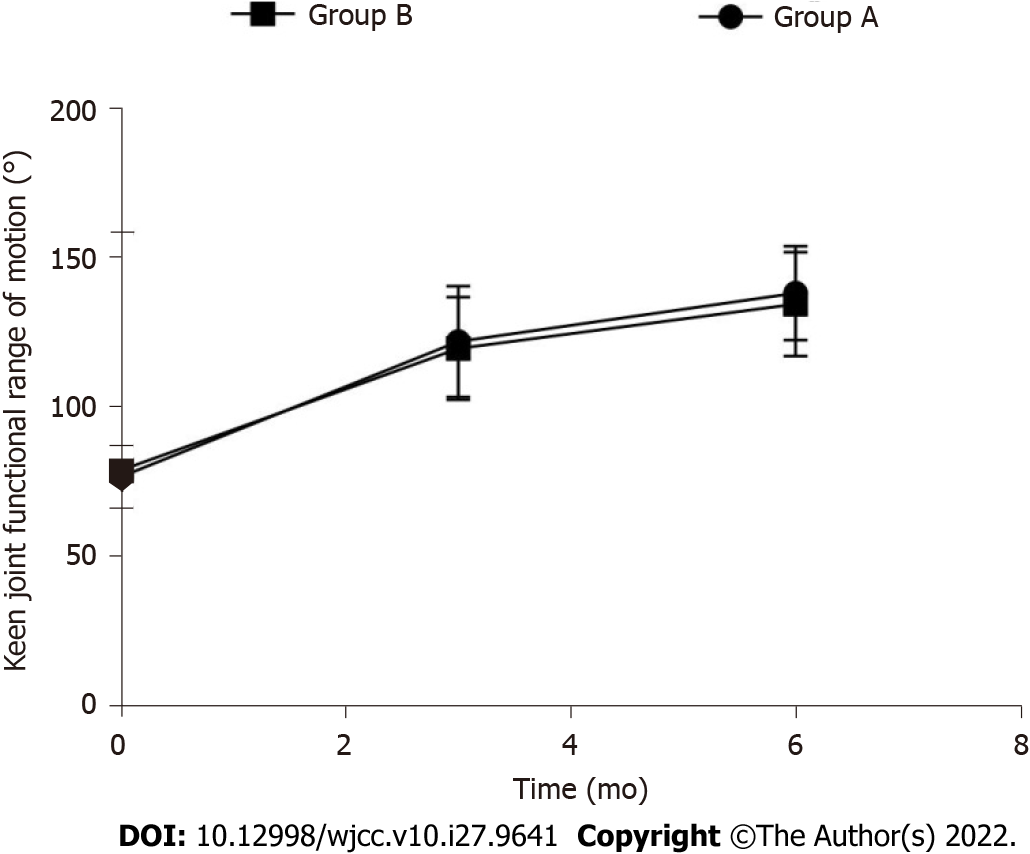 Group B
Group A
200
150
100
50
0
Keen joint functional range of motion (°)
0
2
4
6
8
Time (mo)
DOI: 10.12998/wjcc.v10.i27.9641 Copyright ©The Author(s) 2022.